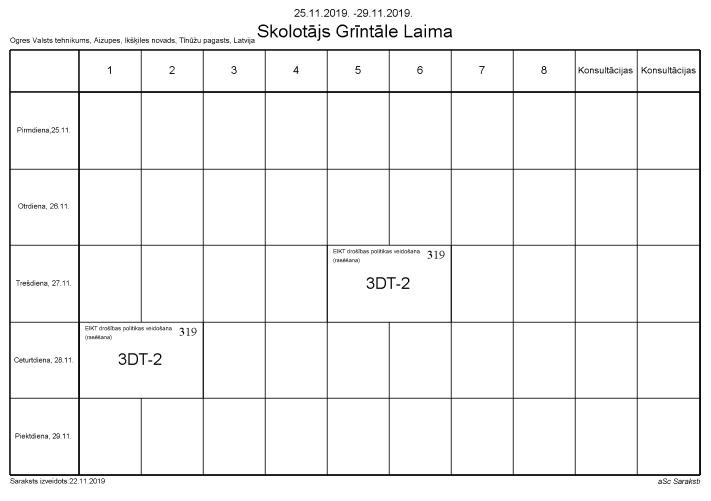 25.11.2019. -29.11.2019.
Ogres Valsts tehnikums, Aizupes, Ikšķiles novads, Tīnūžu pagasts, Latvija
Skolotājs Grīntāle Laima
1 2 3 4 5 6 7 8 Konsultācijas Konsultācijas
Pirmdiena,25.11.
Otrdiena, 26.11.
EIKT drošības politikas veidošana 319
(rasēšana)
Trešdiena, 27.11.
3DT-2
EIKT drošības politikas veidošana 319
(rasēšana)
Ceturtdiena, 28.11.
3DT-2
Piektdiena, 29.11.
Saraksts izveidots:22.11.2019
aSc Saraksti